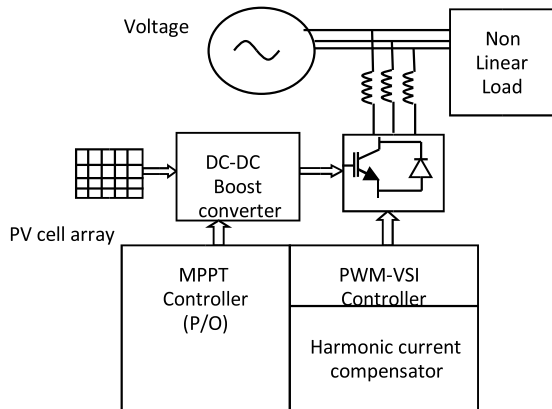 Voltage
Non
Linear
Load
DC-DC
Boost
converter
PV cell array
MPPT
Controller
(P/O)
PWM-VSI
Controller
Harmonic current
compensator